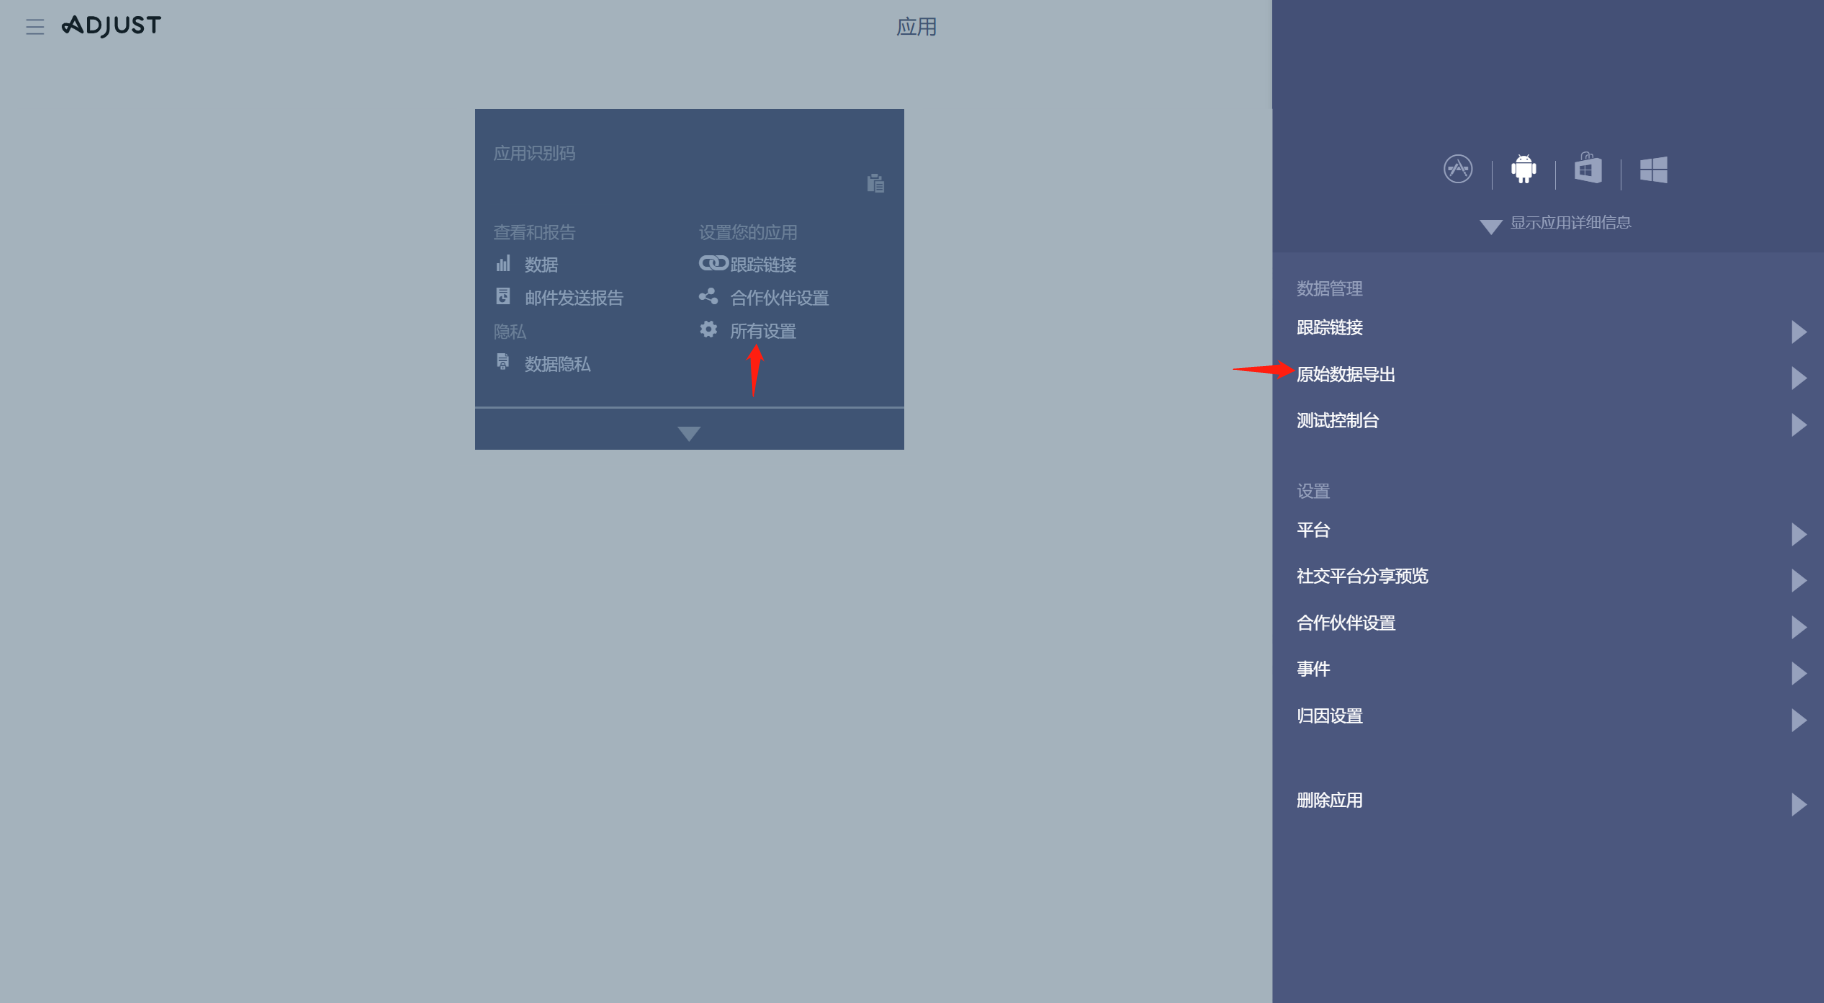 ADJUST
应用
应用识别码
查看和报告
数据
邮件发送报告
隐私
数据隐私
设置您的应用
跟踪链接
合作伙伴设置
所有设置
显示应用详细信息
数据管理
跟踪链接
原始数据导出
测试控制台
设置
平台
社交平台分享预览
合作伙伴设置
事件
归因设置
删除应用